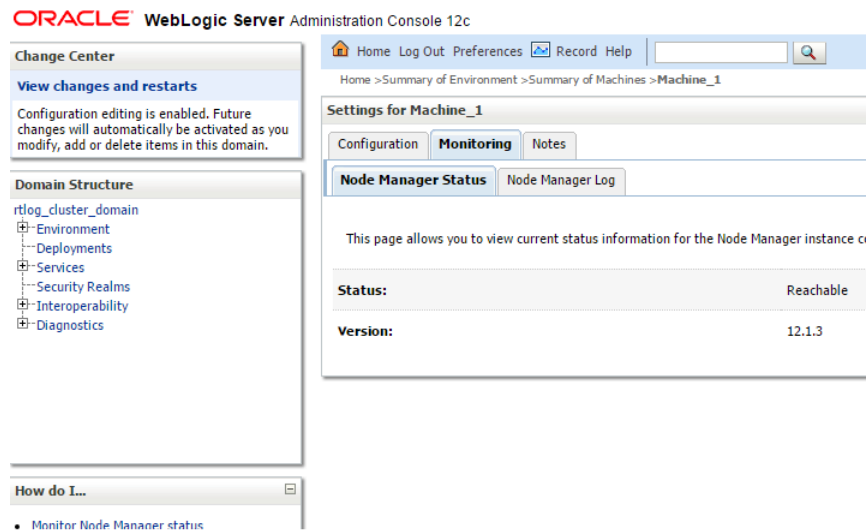 ORACLE WebLogic Server Administration Console 12c
Change Center
View changes and restarts
Configuration editing is enabled. Future
changes will automatically be activated as you
modify, add or delete items in this domain.
Domain Structure
rtlog_cluster_domain
Environment
Deployments
Services
Security Realms
Interoperability
Diagnostics
How do I...
Monitor Node Manager status
Home Log Out Preferences Record Help
Home >Summary of Environment >Summary of Machines >Machine_1
Settings for Machine_1
Configuration Monitoring Notes
Node Manager Status Node Manager Log
This page allows you to view current status information for the Node Manager instance
Status: Reachable
Version: 12.1.3